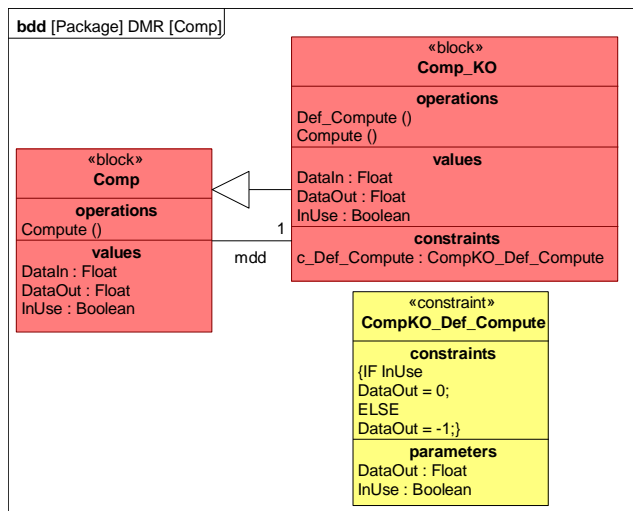 bdd [Package] DMR [Comp]
«block»
Comp_KO
operations
Def_Compute ()
Compute ()
values
DataIn : Float
DataOut : Float
InUse : Boolean
constraints
c_Def_Compute : CompKO_Def_Compute
«block»
Comp
operations
Compute ()
values
DataIn : Float
DataOut : Float
InUse : Boolean
1
mdd
«constraint»
CompKO_Def_Compute
constraints
{IF InUse
DataOut = 0;
ELSE
DataOut = -1;}
parameters
DataOut : Float
InUse : Boolean